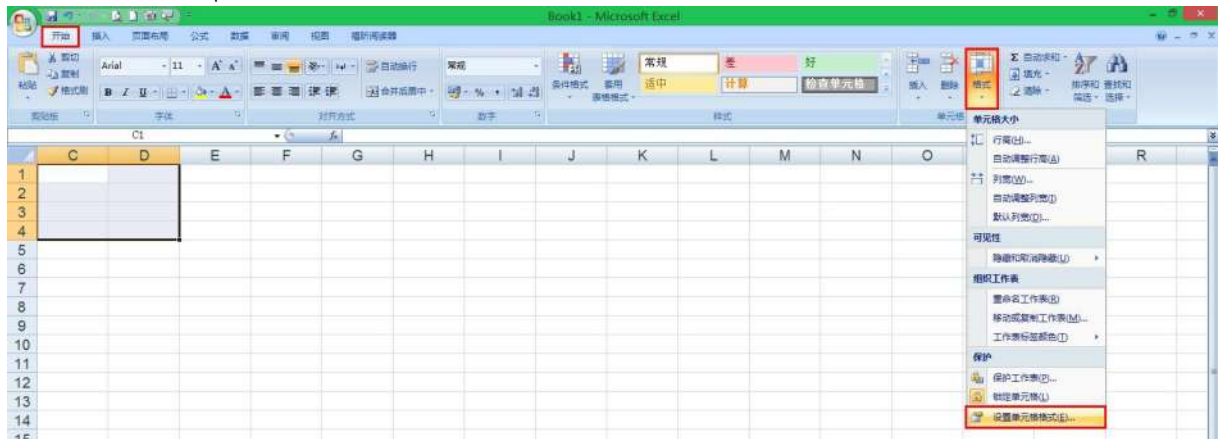 Book1 - Microsoft Excel
开始 插入 页面布局 公式 数据 审阅 视图 福昕阅读器
剪切
复制
格式刷
粘贴
剪贴板
Arial 11
B I U
字体
自动换行
合并后居中
对齐方式
常规
%
数字
条件格式
套用
表格格式
常规 差 好
适中 计算 检查单元格
样式
插入 删除 格式
单元格
Σ 自动求和
填充
清除
排序和
筛选
查找和
选择
C1 fx
C D E F G H I J K L M N O R
1
2
3
4
5
6
7
8
9
10
11
12
13
14
15
单元格大小
行高(H)...
自动调整行高(A)
列宽(W)...
自动调整列宽(I)
默认列宽(D)...
可见性
隐藏和取消隐藏(U)
组织工作表
重命名工作表(R)
移动或复制工作表(M)...
工作表标签颜色(T)
保护
保护工作表(P)...
锁定单元格(L)
设置单元格格式(E)...